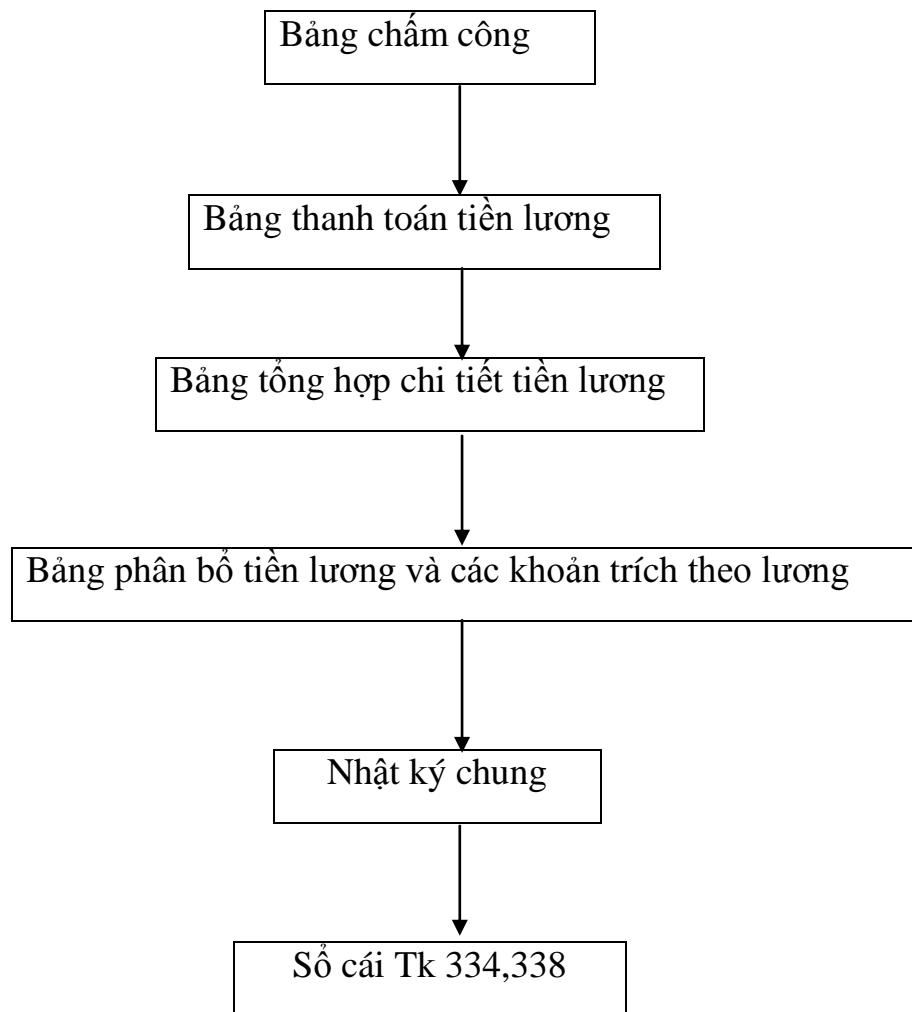 Bảng chấm công
Bảng thanh toán tiền lương
Bảng tổng hợp chi tiết tiền lương
Bảng phân bổ tiền lương và các khoản trích theo lương
Nhật ký chung
Sổ cái Tk 334,338